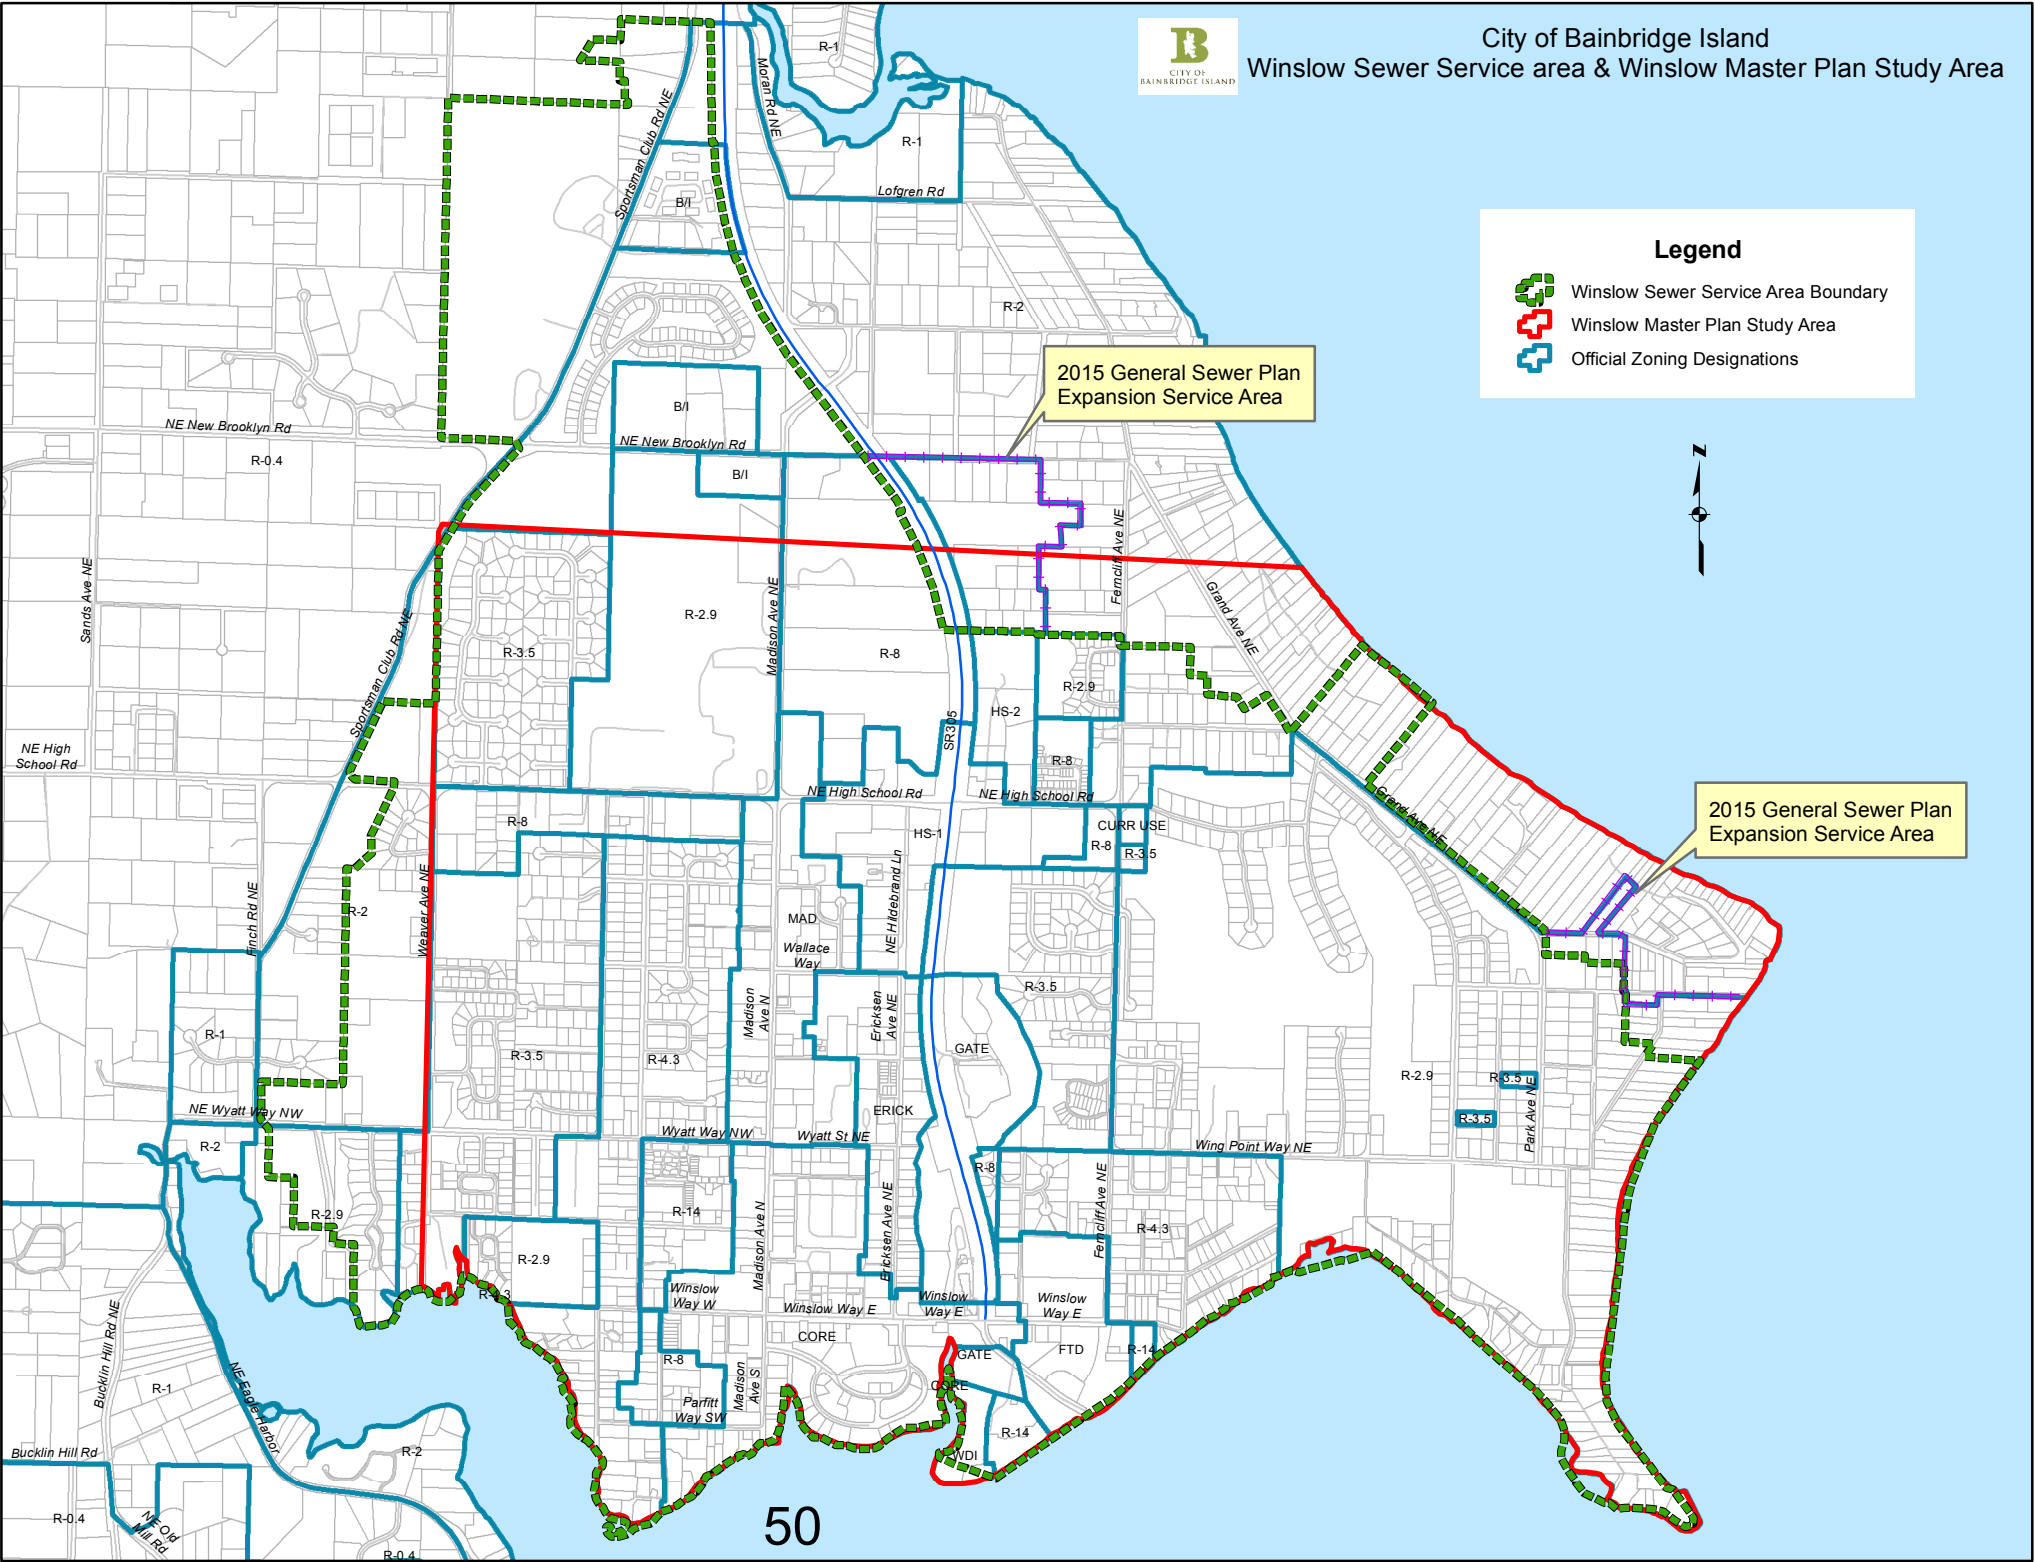 City of Bainbridge Island
Winslow Sewer Service area & Winslow Master Plan Study Area
B
CITY OF
BAINBRIDGE ISLAND
Legend
Winslow Sewer Service Area Boundary
Winslow Master Plan Study Area
Official Zoning Designations
N
2015 General Sewer Plan
Expansion Service Area
2015 General Sewer Plan
Expansion Service Area
R-1
Moran Rd NE
Sportsman Club Rd NE
R-1
Lofgren Rd
B/I
R-2
B/I
NE New Brooklyn Rd
NE New Brooklyn Rd
R-0.4
B/I
Sands Ave NE
Ferncliff Ave NE
Grand Ave NE
Madison Ave NE
R-2.9
Sportsman Club Rd NE
R-3.5
R-8
R-2.9
HS-2
SR305
NE High
School Rd
R-8
NE High School Rd
NE High School Rd
Grand Ave NE
R-8
HS-1
CURR USE
R-8
R-3.5
NE Hildebrand Ln
Finch Rd NE
R-2
Weaver Ave NE
MAD
Wallace
Way
Madison
Ave N
Ericksen
Ave NE
R-3.5
R-1
R-3.5
R-4.3
GATE
R-2.9
R-3.5
R-3.5
Park Ave NE
NE Wyatt Way NW
ERICK
R-2
Wyatt Way NW
Wyatt St NE
Wing Point Way NE
R-8
R-2.9
R-14
Madison Ave N
Ericksen Ave NE
Ferncliff Ave NE
R-4.3
R-2.9
R-4.3
Winslow
Way W
Winslow Way E
Winslow
Way E
Winslow
Way E
CORE
GATE
FTD
R-14
R-8
CORE
Madison
Ave S
Parfitt
Way SW
Bucklin Hill Rd NE
NE Eagle Harbor
R-1
R-14
WDI
Bucklin Hill Rd
R-2
R-0.4
NE Old
Mill Rd
R-0.4
50